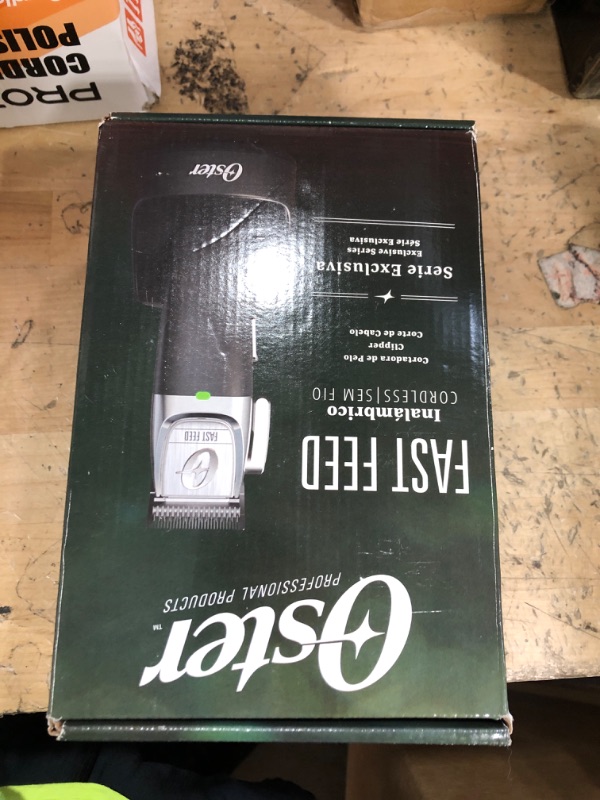 Oster™
PROFESSIONAL PRODUCTS
FAST FEED
Inalámbrico
CORDLESS|SEM FIO
Cortadora de Pelo
Clipper
Corte de Cabelo
Serie Exclusiva
Exclusive Series
Série Exclusiva
FAST FEED
Oster
PRO
CORD
POLIS